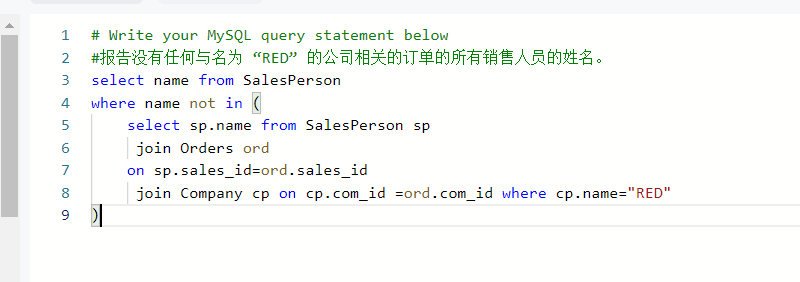 1 # Write your MySQL query statement below
2 #报告没有任何与名为 “RED” 的公司相关的订单的所有销售人员的姓名。
3 select name from SalesPerson
4 where name not in (
5 select sp.name from SalesPerson sp
6 join Orders ord
7 on sp.sales_id=ord.sales_id
8 join Company cp on cp.com_id =ord.com_id where cp.name="RED"
9 )